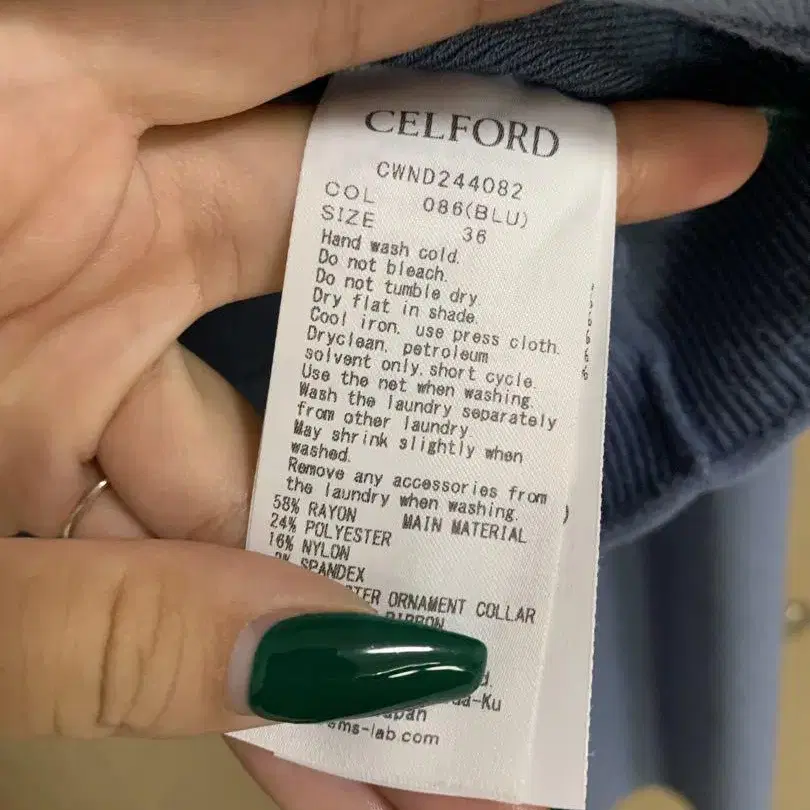 CELFORD
CWND244082
COL 086(BLU)
SIZE 36
Hand wash cold.
Do not bleach.
Do not tumble dry.
Dry flat in shade.
Cool iron. use press cloth.
Dryclean. petroleum
solvent only. short cycle.
Use the net when washing.
Wash the laundry separately
from other laundry.
May shrink slightly when
washed.
Remove any accessories from
the laundry when washing.
58% RAYON MAIN MATERIAL
24% POLYESTER
16% NYLON
SPANDEX
ORNAMENT COLLAR
RIBBON